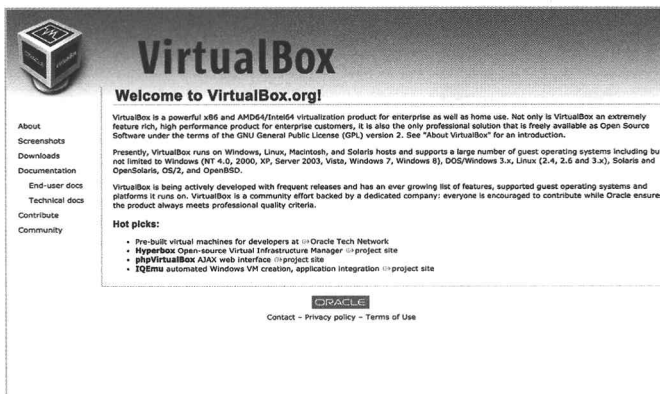 VirtualBox
Welcome to VirtualBox.org!
About
Screenshots
Downloads
Documentation
End-user docs
Technical docs
Contribute
Community
VirtualBox is a powerful x86 and AMD64/Intel64 virtualization product for enterprise as well as home use. Not only is VirtualBox an extremely
feature rich, high performance product for enterprise customers, it is also the only professional solution that is freely available as Open Source
Software under the terms of the GNU General Public License (GPL) version 2. See "About VirtualBox" for an introduction.
Presently, VirtualBox runs on Windows, Linux, Macintosh, and Solaris hosts and supports a large number of guest operating systems including bu
not limited to Windows (NT 4.0, 2000, XP, Server 2003, Vista, Windows 7, Windows 8), DOS/Windows 3.x, Linux (2.4, 2.6 and 3.x), Solaris and
OpenSolaris, OS/2, and OpenBSD.
VirtualBox is being actively developed with frequent releases and has an ever growing list of features, supported guest operating systems and
platforms it runs on. VirtualBox is a community effort backed by a dedicated company: everyone is encouraged to contribute while Oracle ensure
the product always meets professional quality criteria.
Hot picks:
• Pre-built virtual machines for developers at Oracle Tech Network
• Hyperbox Open-source Virtual Infrastructure Manager project site
• phpVirtualBox AJAX web interface project site
• IQEmu automated Windows VM creation, application integration project site
ORACLE
Contact – Privacy policy – Terms of Use